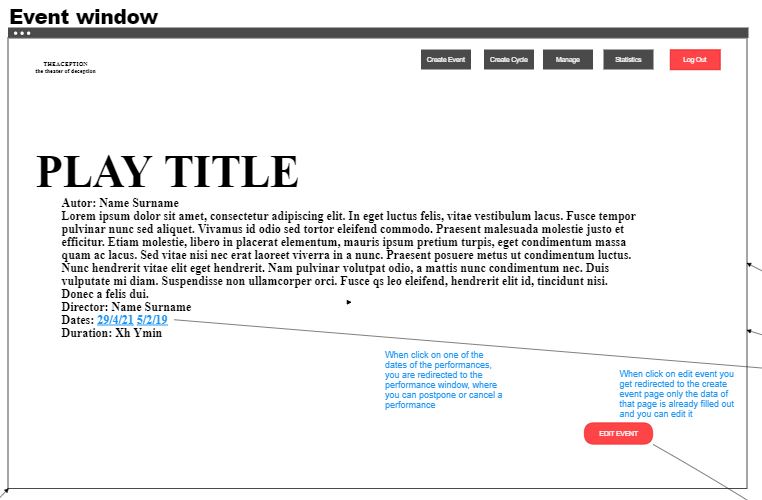 Event window
THEACEPTION
the theater of deception
Create Event
Create Cycle
Manage
Statistics
Log Out
PLAY TITLE
Autor: Name Surname
Lorem ipsum dolor sit amet, consectetur adipiscing elit. In eget luctus felis, vitae vestibulum lacus. Fusce tempor
pulvinar nunc sed aliquet. Vivamus id odio sed tortor eleifend commodo. Praesent malesuada molestie justo et
efficitur. Etiam molestie, libero in placerat elementum, mauris ipsum pretium turpis, eget condimentum massa
quam ac lacus. Sed vitae nisi nec erat laoreet viverra in a nunc. Praesent posuere metus ut condimentum luctus.
Nunc hendrerit vitae elit eget hendrerit. Nam pulvinar volutpat odio, a mattis nunc condimentum nec. Duis
vulputate mi diam. Suspendisse non ullamcorper orci. Fusce qs leo eleifend, hendrerit elit id, tincidunt nisi.
Donec a felis dui.
Director: Name Surname
Dates: 29/4/21 5/2/19
Duration: Xh Ymin
When click on one of the
dates of the performances,
you are redirected to the
performance window, where
you can postpone or cancel a
performance
When click on edit event you
get redirected to the create
event page only the data of
that page is already filled out
and you can edit it
EDIT EVENT